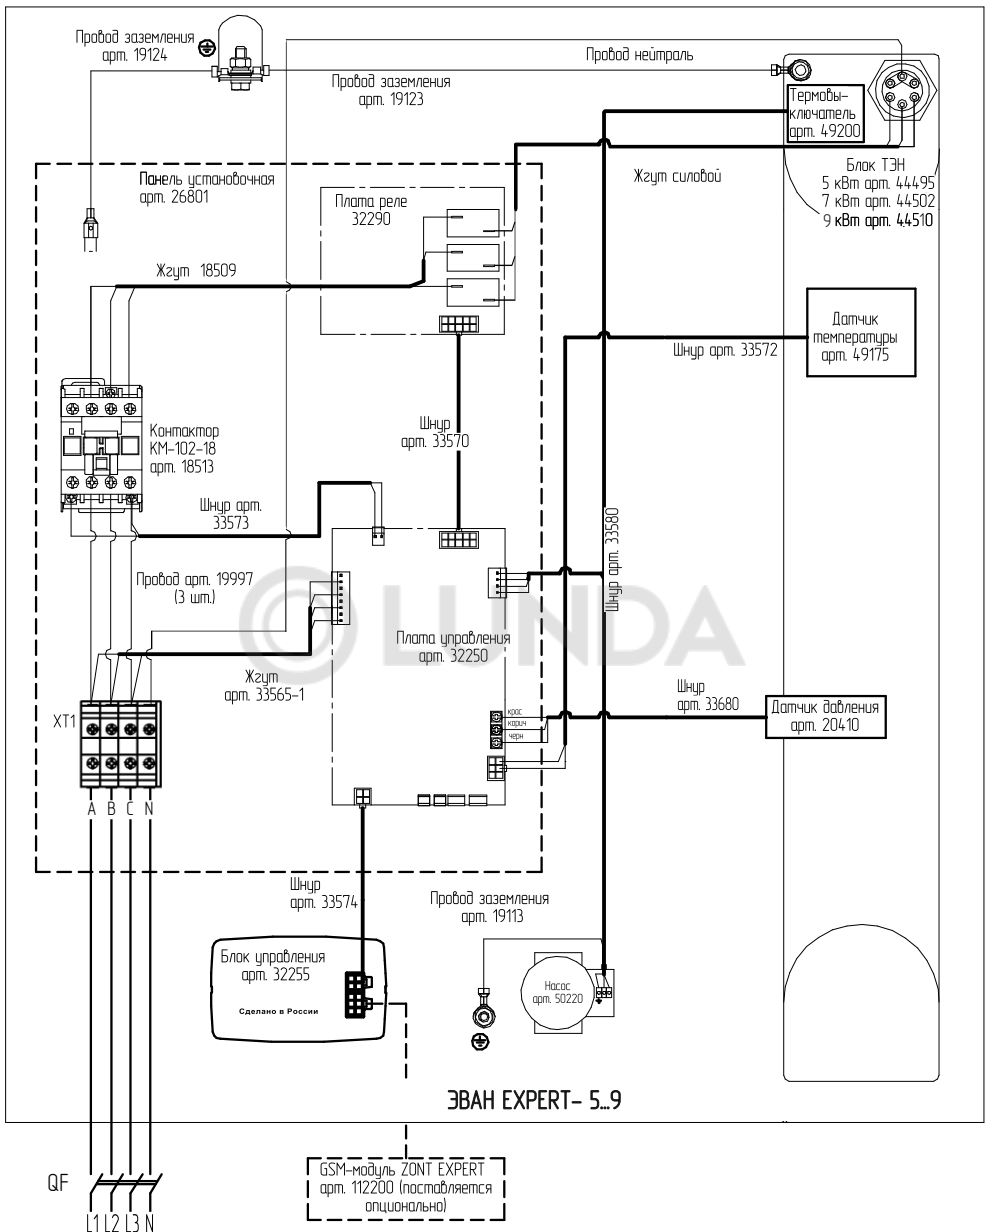 Провод заземления
арт. 19124
Провод нейтраль
Провод заземления
арт. 19123
Термовы-
ключатель
арт. 49200
Блок ТЭН
5 кВт арт. 44495
7 кВт арт. 44502
9 кВт арт. 44510
Жгут силовой
Панель установочная
арт. 26801
Плата реле
32290
Жгут 18509
Датчик
температуры
арт. 49175
Шнур арт. 33572
Шнур
арт. 33570
Контактор
КМ-102-18
арт. 18513
Шнур арт.
33573
Шнур арт. 33580
Провод арт. 19997
(3 шт.)
LUNDA
Плата управления
арт. 32250
Жгут
арт. 33565-1
Шнур
арт. 33680
Датчик давления
арт. 20410
крас
корич
черн
XT1
A B C N
Шнур
арт. 33574
Провод заземления
арт. 19113
Блок управления
арт. 32255
Сделано в России
Насос
арт. 50220
ЭВАН EXPERT- 5...9
GSM-модуль ZONT EXPERT
арт. 112200 (поставляется
опционально)
QF
L1 L2 L3 N